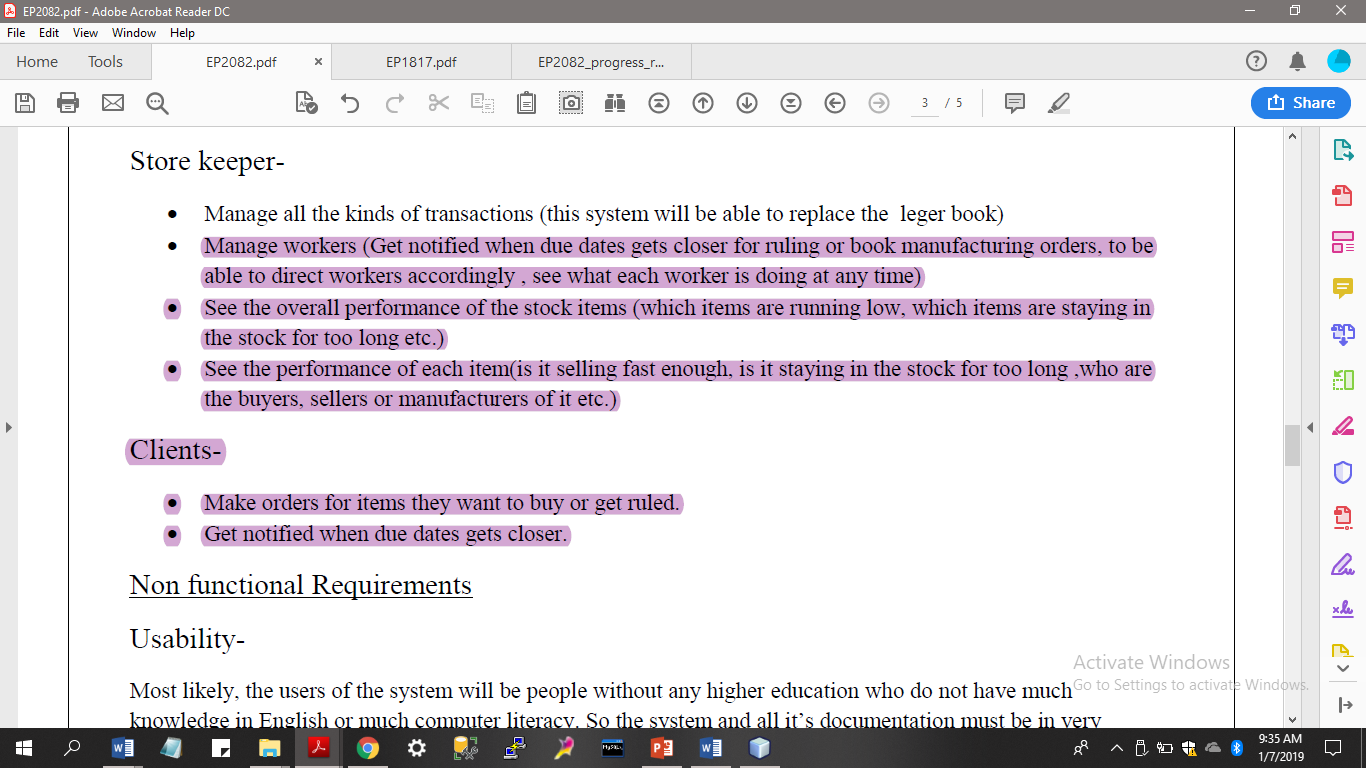 EP2082.pdf - Adobe Acrobat Reader DC
File Edit View Window Help
Home Tools EP2082.pdf × EP1817.pdf EP2082_progress_r...
3 / 5 Share
Store keeper-
• Manage all the kinds of transactions (this system will be able to replace the leger book)
• Manage workers (Get notified when due dates gets closer for ruling or book manufacturing orders, to be
able to direct workers accordingly , see what each worker is doing at any time)
• See the overall performance of the stock items (which items are running low, which items are staying in
the stock for too long etc.)
• See the performance of each item(is it selling fast enough, is it staying in the stock for too long ,who are
the buyers, sellers or manufacturers of it etc.)
Clients-
• Make orders for items they want to buy or get ruled.
• Get notified when due dates gets closer.
Non functional Requirements
Usability-
Most likely, the users of the system will be people without any higher education who do not have much
knowledge in English or much computer literacy. So the system and all it's documentation must be in very
Activate Windows
Go to Settings to activate Windows.
9:35 AM
1/7/2019